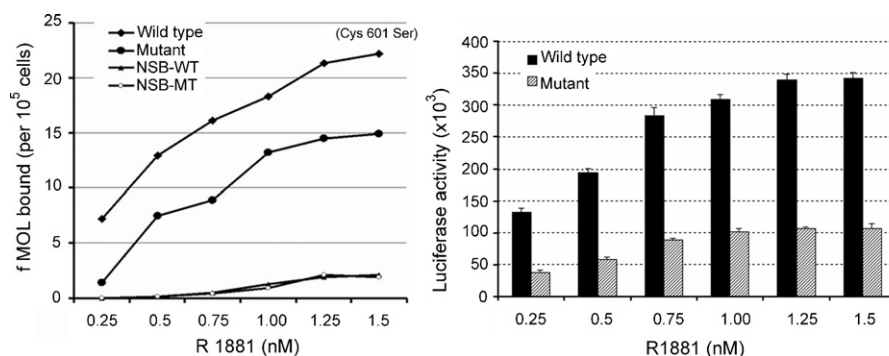 Wild type
Mutant
NSB-WT
NSB-MT
(Cys 601 Ser)
f MOL bound (per 10⁵ cells)
25
20
15
10
5
0
0.25 0.5 0.75 1.00 1.25 1.5
R 1881 (nM)
Wild type
Mutant
Luciferase activity (x10³)
400
350
300
250
200
150
100
50
0
0.25 0.5 0.75 1.00 1.25 1.5
R1881 (nM)